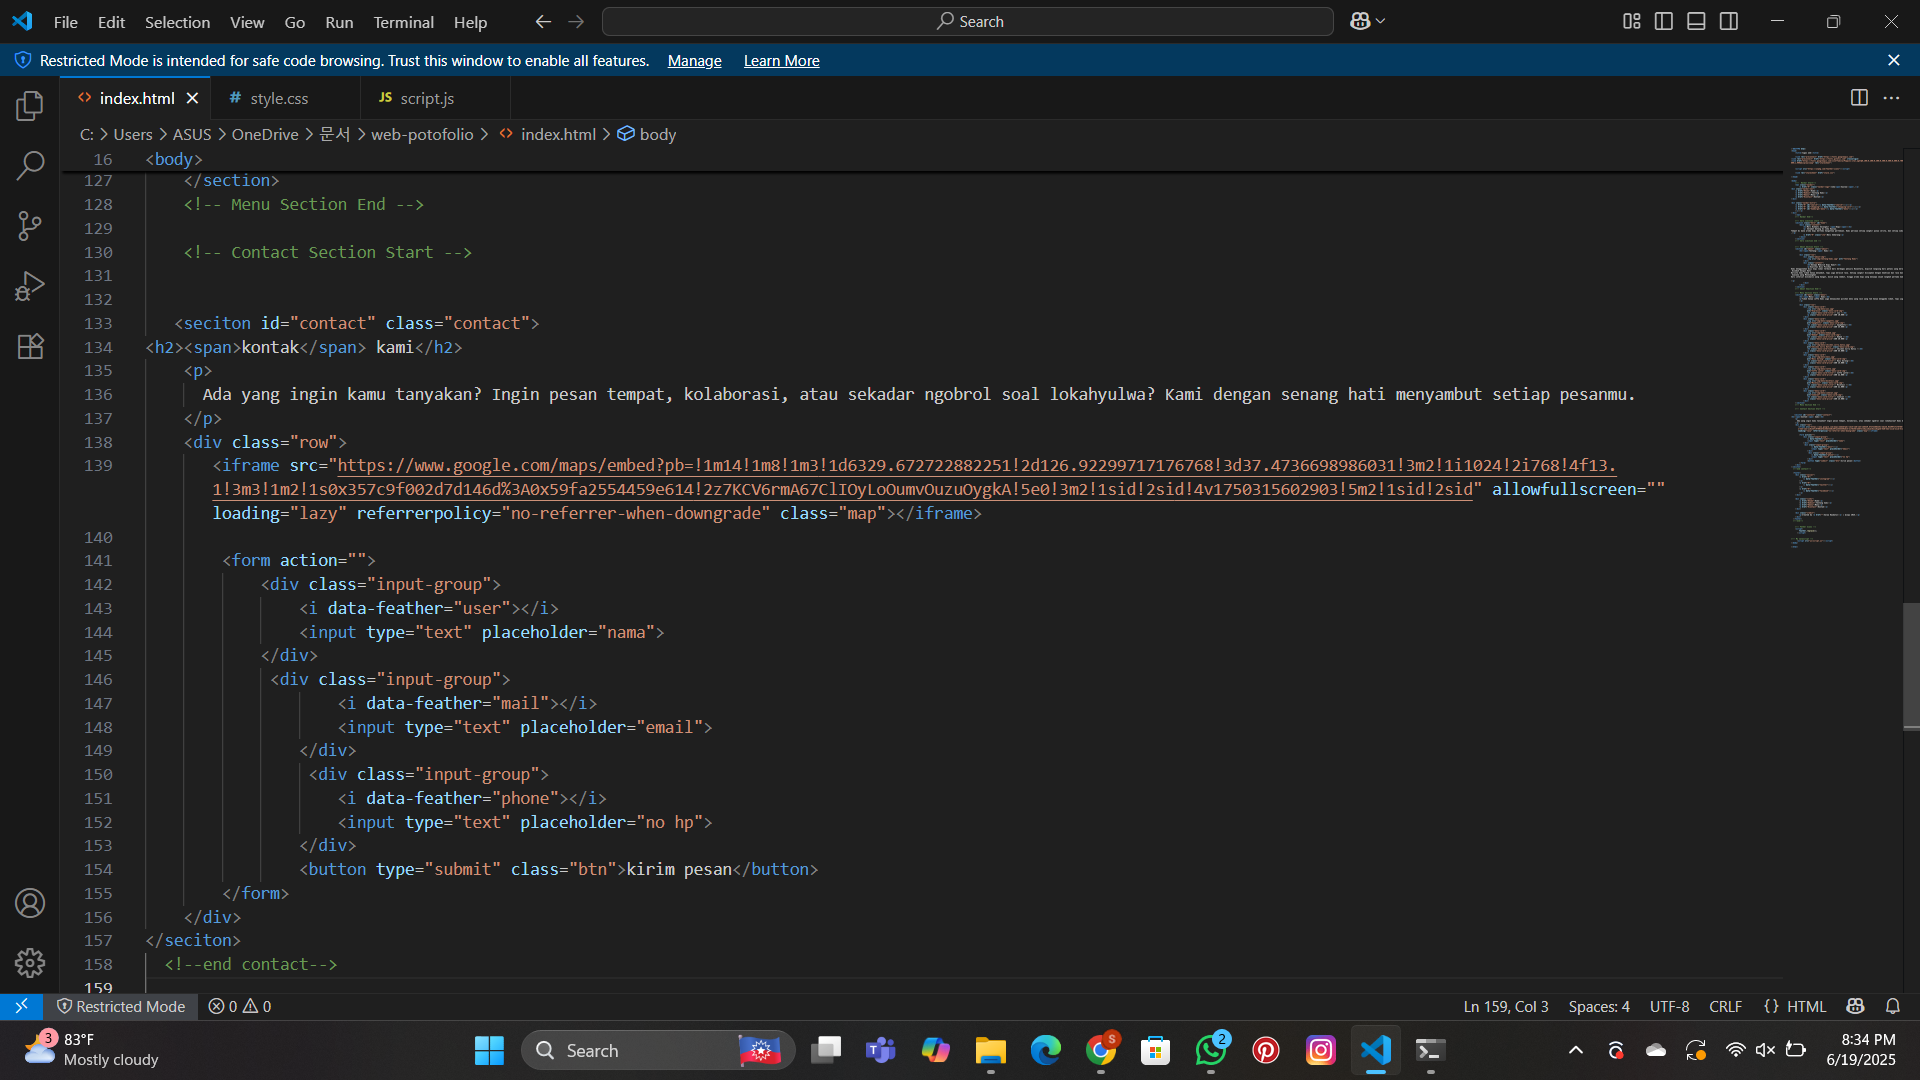 File Edit Selection View Go Run Terminal Help
Search
Restricted Mode is intended for safe code browsing. Trust this window to enable all features. Manage Learn More
index.html
# style.css
JS script.js
C: > Users > ASUS > OneDrive > 문서 > web-potofolio > index.html > body
16 <body>
127 </section>
128 <!-- Menu Section End -->
129
130 <!-- Contact Section Start -->
131
132
133 <seciton id="contact" class="contact">
134 <h2><span>kontak</span> kami</h2>
135 <p>
136 Ada yang ingin kamu tanyakan? Ingin pesan tempat, kolaborasi, atau sekadar ngobrol soal lokahyulwa? Kami dengan senang hati menyambut setiap pesanmu.
137 </p>
138 <div class="row">
139 <iframe src="https://www.google.com/maps/embed?pb=!1m14!1m8!1m3!1d6329.672722882251!2d126.92299717176768!3d37.4736698986031!3m2!1i1024!2i768!4f13.
1!3m3!1m2!1s0x357c9f002d7d146d%3A0x59fa2554459e614!2z7KCV6rmA67ClIOyLoOumvOuzuOygkA!5e0!3m2!1sid!2sid!4v1750315602903!5m2!1sid!2sid" allowfullscreen=""
loading="lazy" referrerpolicy="no-referrer-when-downgrade" class="map"></iframe>
140
141 <form action="">
142 <div class="input-group">
143 <i data-feather="user"></i>
144 <input type="text" placeholder="nama">
145 </div>
146 <div class="input-group">
147 <i data-feather="mail"></i>
148 <input type="text" placeholder="email">
149 </div>
150 <div class="input-group">
151 <i data-feather="phone"></i>
152 <input type="text" placeholder="no hp">
153 </div>
154 <button type="submit" class="btn">kirim pesan</button>
155 </form>
156 </div>
157 </seciton>
158 <!--end contact-->
159
Restricted Mode 0 0
Ln 159, Col 3 Spaces: 4 UTF-8 CRLF {} HTML
3
83°F
Mostly cloudy
Search
S
2
8:34 PM
6/19/2025